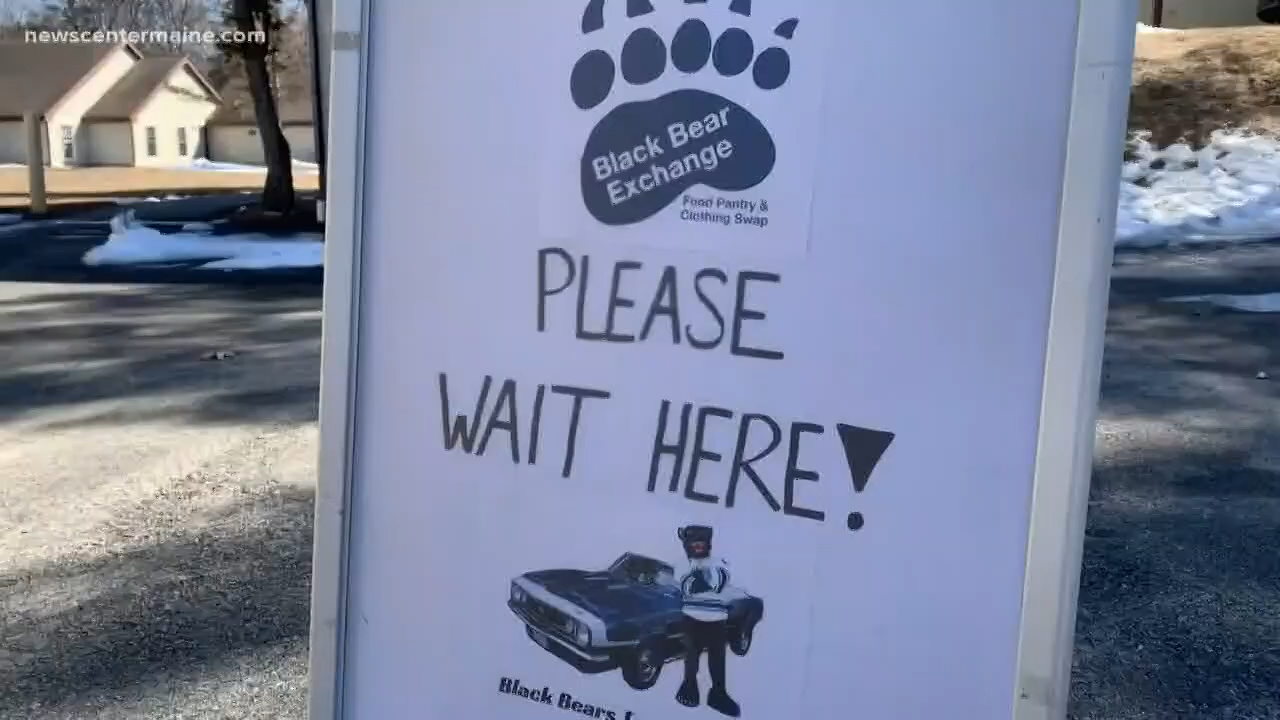 newscentermaine.com
Black Bear
Exchange
Food Pantry &
Clothing Swap
PLEASE
WAIT HERE!
Black Bears